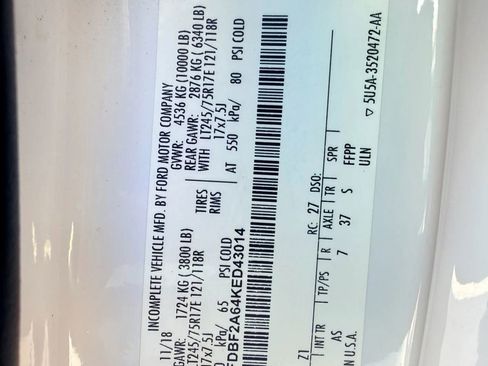 INCOMPLETE VEHICLE MFD. BY FORD MOTOR COMPANY
11/18 GVWR: 4536 KG (10000 LB)
GAWR: 1724 KG (3800 LB) REAR GAWR: 2876 KG (6340 LB)
LT245/75R17E 121/118R TIRES WITH LT245/75R17E 121/118R
17x7.5J RIMS 17x7.5J
kPa/ 65 PSI COLD AT 550 kPa/ 80 PSI COLD
FDBF2A64KED43014
Z1 RC: 27 DSO:
INT TR TP/PS R AXLE TR SPR
AS 7 37 S FFPP
N U.S.A. ULN
▽ 5U5A-3520472-AA